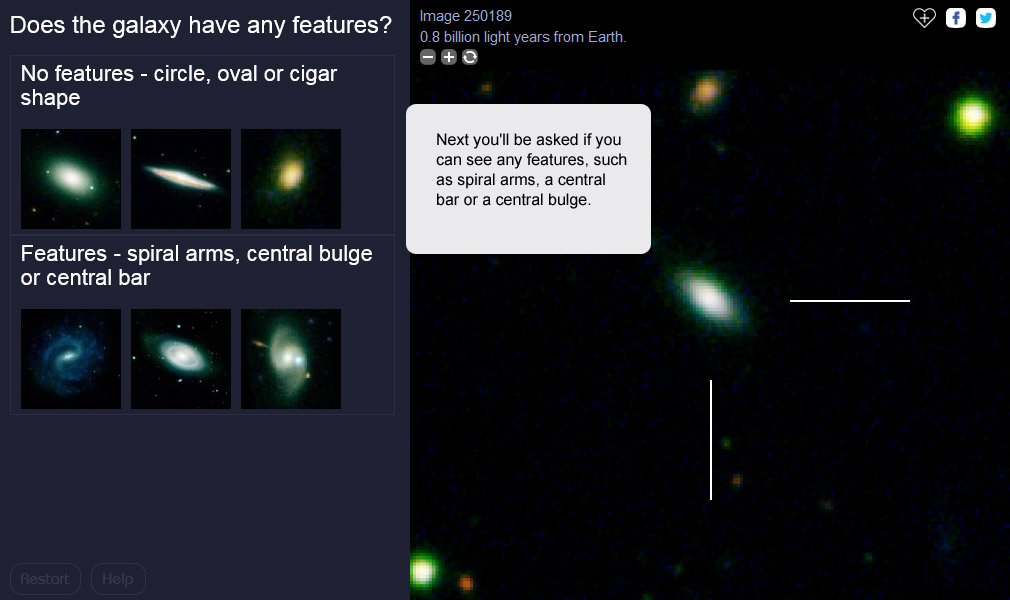 Does the galaxy have any features?
No features - circle, oval or cigar
shape
Features - spiral arms, central bulge
or central bar
Restart
Help
Image 250189
0.8 billion light years from Earth.
Next you'll be asked if you
can see any features, such
as spiral arms, a central
bar or a central bulge.